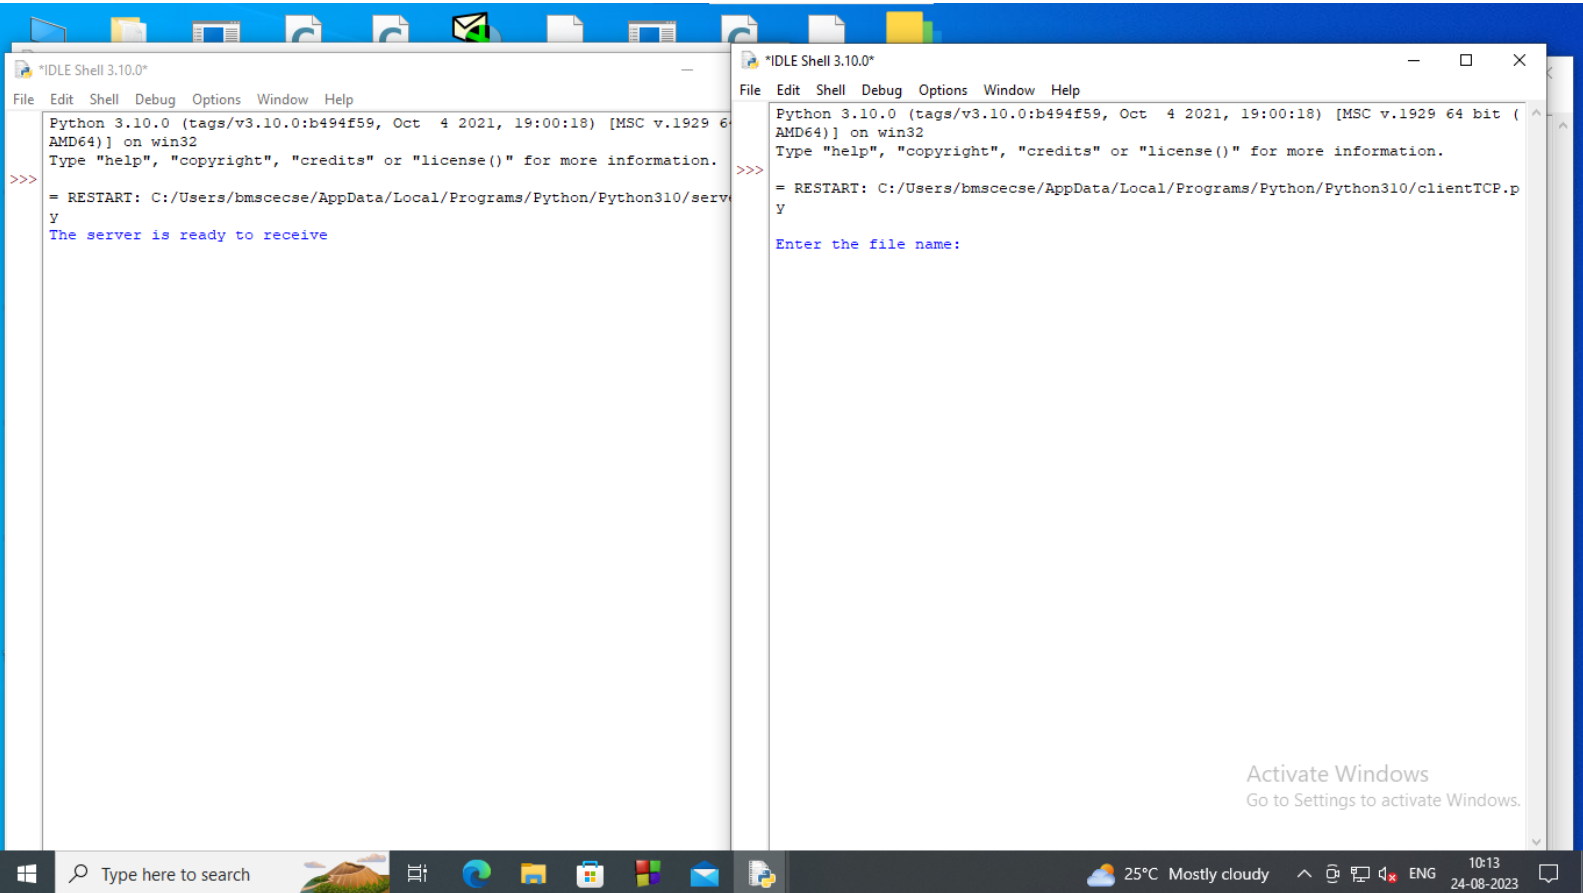 *IDLE Shell 3.10.0*
File Edit Shell Debug Options Window Help
Python 3.10.0 (tags/v3.10.0:b494f59, Oct  4 2021, 19:00:18) [MSC v.1929
AMD64)] on win32
Type "help", "copyright", "credits" or "license()" for more information.
>>>
= RESTART: C:/Users/bmscecse/AppData/Local/Programs/Python/Python310/
y
The server is ready to receive
*IDLE Shell 3.10.0*
File Edit Shell Debug Options Window Help
Python 3.10.0 (tags/v3.10.0:b494f59, Oct  4 2021, 19:00:18) [MSC v.1929 64 bit (
AMD64)] on win32
Type "help", "copyright", "credits" or "license()" for more information.
>>>
= RESTART: C:/Users/bmscecse/AppData/Local/Programs/Python/Python310/clientTCP.p
y
Enter the file name:
Activate Windows
Go to Settings to activate Windows.
Type here to search
25°C Mostly cloudy
ENG
10:13
24-08-2023